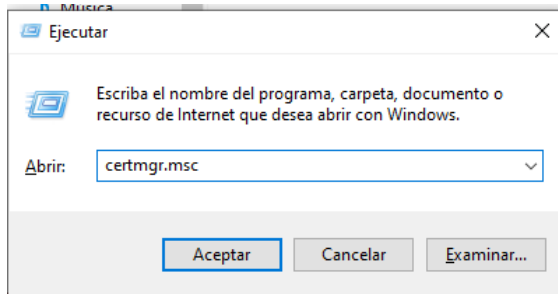 Música
Ejecutar
Escriba el nombre del programa, carpeta, documento o
recurso de Internet que desea abrir con Windows.
Abrir: certmgr.msc
Aceptar Cancelar Examinar...